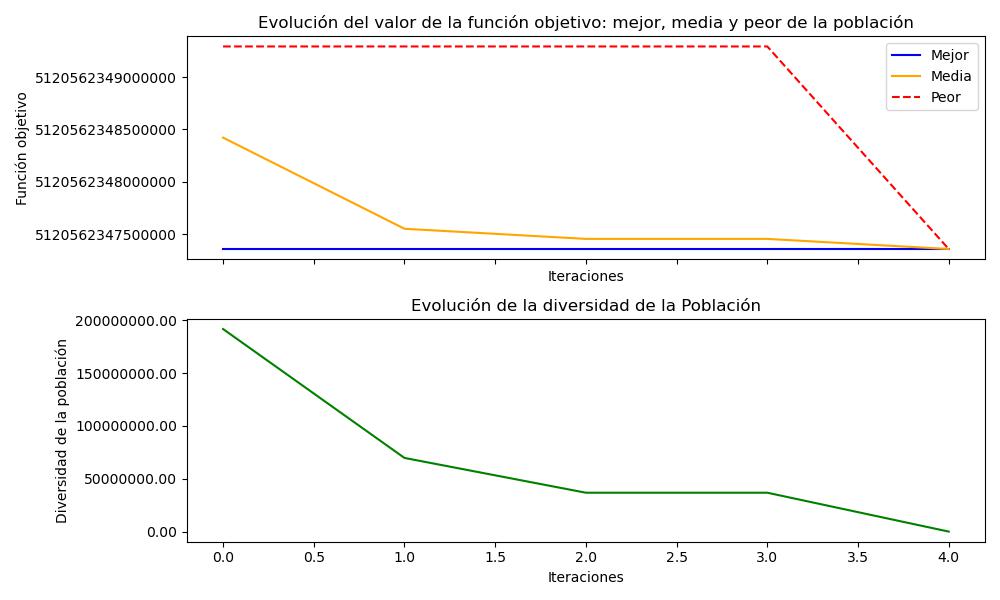 Evolución del valor de la función objetivo: mejor, media y peor de la población
Función objetivo
5120562349000000
5120562348500000
5120562348000000
5120562347500000
Mejor
Media
Peor
Iteraciones
Evolución de la diversidad de la Población
Diversidad de la población
200000000.00
150000000.00
100000000.00
50000000.00
0.00
0.0 0.5 1.0 1.5 2.0 2.5 3.0 3.5 4.0
Iteraciones